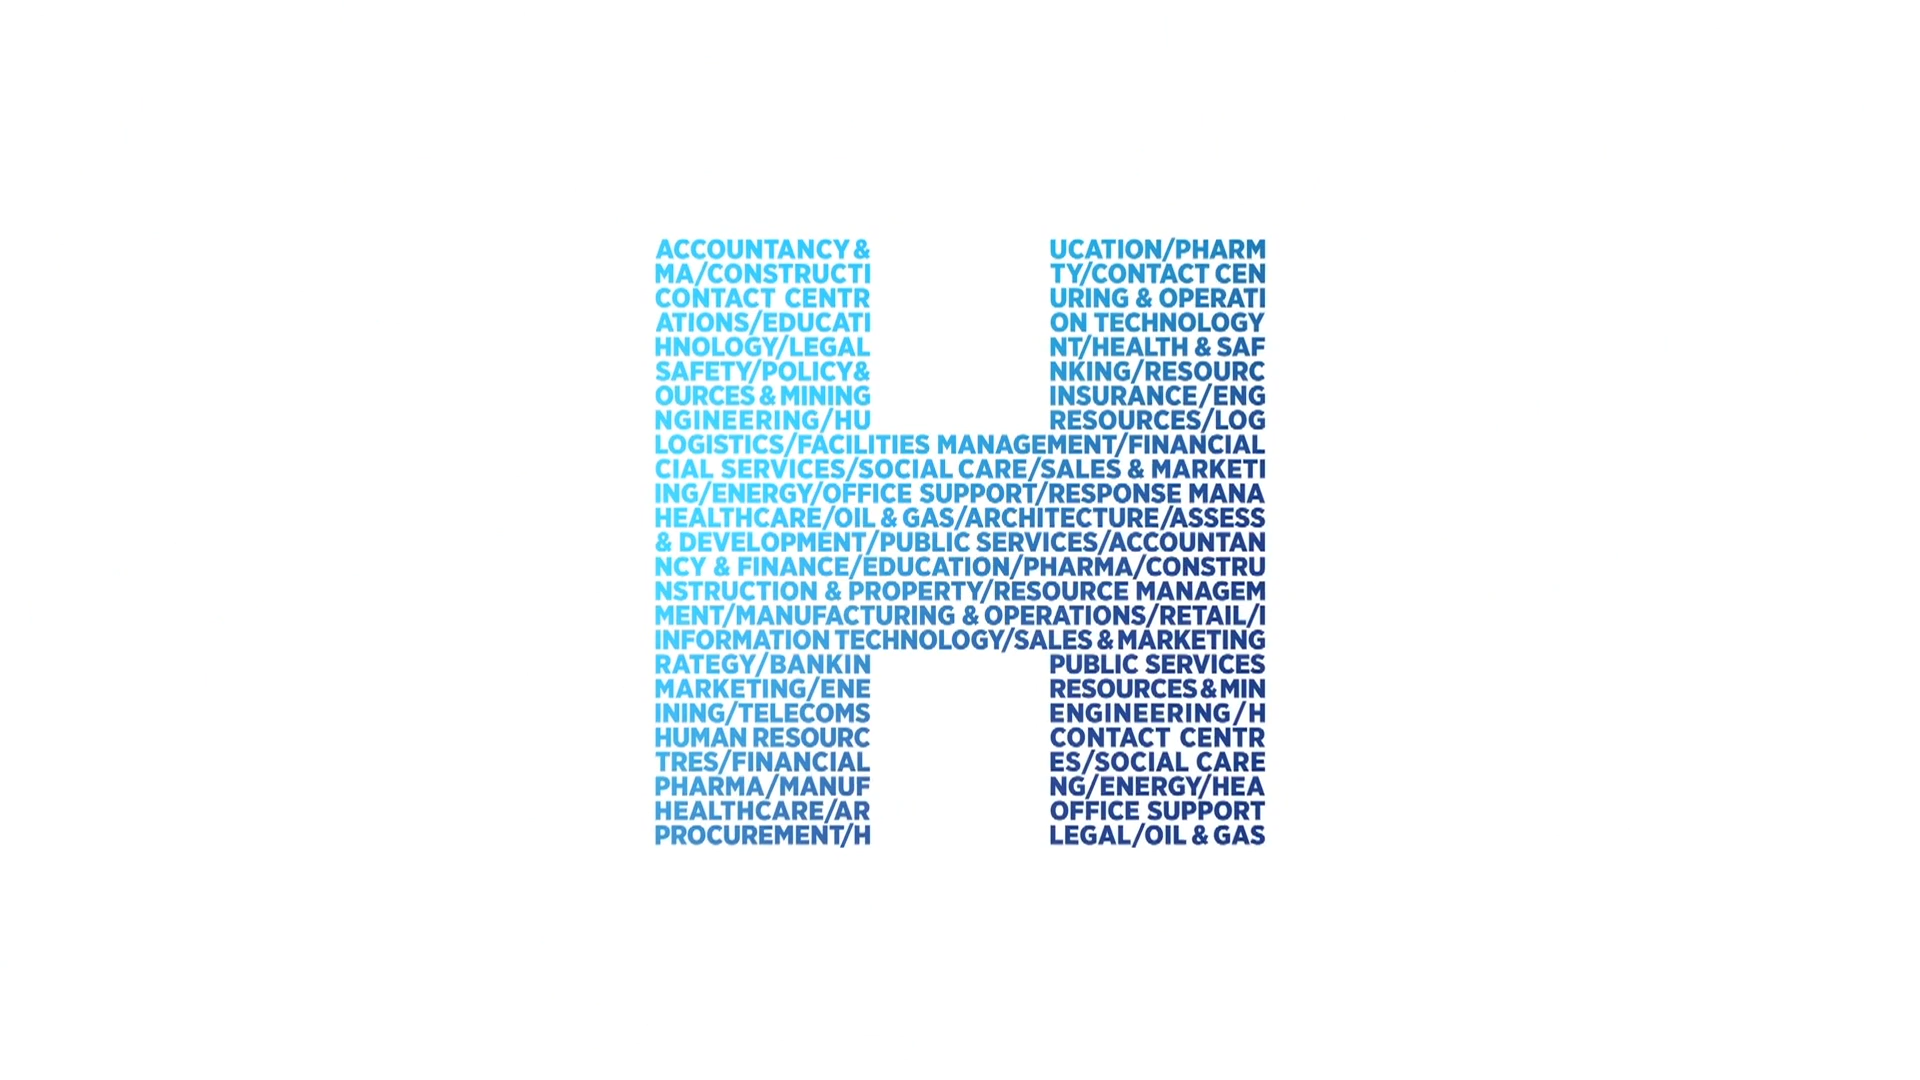 ACCOUNTANCY & UCATION/PHARM
MA/CONSTRUCTI TY/CONTACT CEN
CONTACT CENTR URING & OPERATI
ATIONS/EDUCATI ON TECHNOLOGY
HNOLOGY/LEGAL NT/HEALTH & SAF
SAFETY/POLICY& NKING/RESOURC
OURCES & MINING INSURANCE/ENG
NGINEERING/HU RESOURCES/LOG
LOGISTICS/FACILITIES MANAGEMENT/FINANCIAL
CIAL SERVICES/SOCIAL CARE/SALES & MARKETI
ING/ENERGY/OFFICE SUPPORT/RESPONSE MANA
HEALTHCARE/OIL & GAS/ARCHITECTURE/ASSESS
& DEVELOPMENT/PUBLIC SERVICES/ACCOUNTAN
NCY & FINANCE/EDUCATION/PHARMA/CONSTRU
NSTRUCTION & PROPERTY/RESOURCE MANAGEM
MENT/MANUFACTURING & OPERATIONS/RETAIL/I
INFORMATION TECHNOLOGY/SALES & MARKETING
RATEGY/BANKIN PUBLIC SERVICES
MARKETING/ENE RESOURCES & MIN
INING/TELECOMS ENGINEERING/H
HUMAN RESOURC CONTACT CENTR
TRES/FINANCIAL ES/SOCIAL CARE
PHARMA/MANUF NG/ENERGY/HEA
HEALTHCARE/AR OFFICE SUPPORT
PROCUREMENT/H LEGAL/OIL & GAS